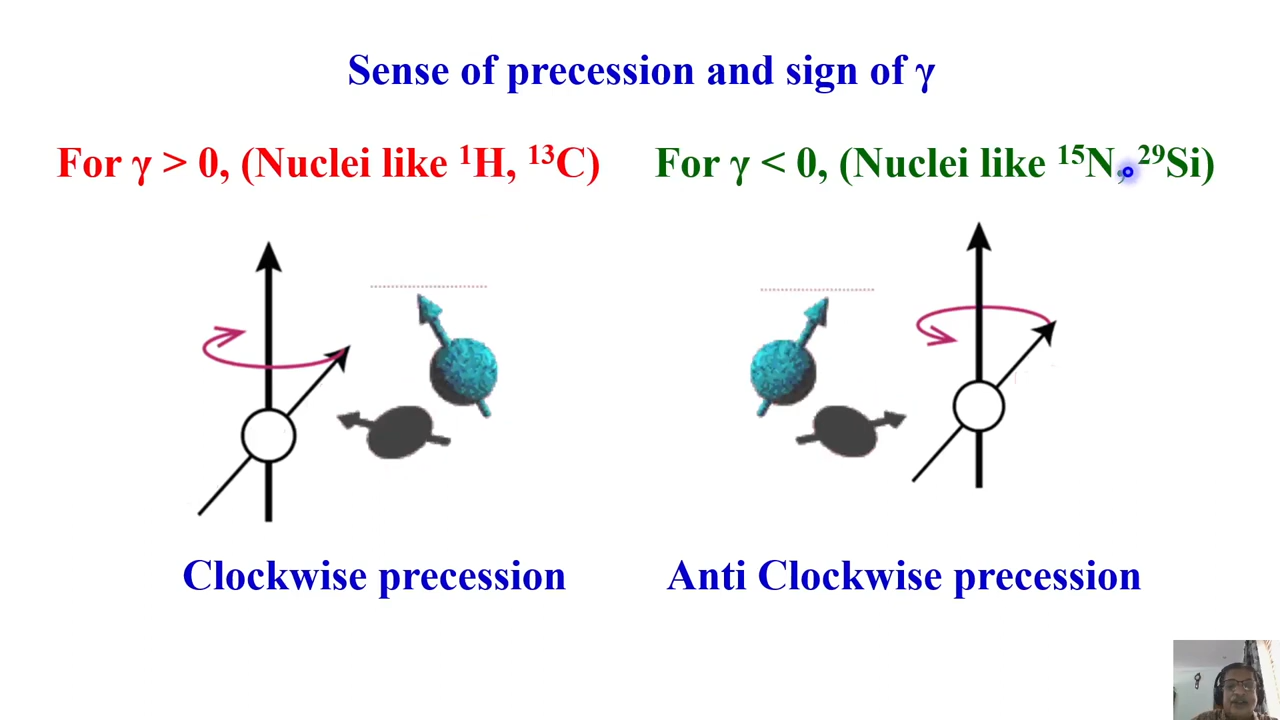 Sense of precession and sign of γ
For γ > 0, (Nuclei like ¹H, ¹³C)
For γ < 0, (Nuclei like ¹⁵N, ²⁹Si)
Clockwise precession
Anti Clockwise precession